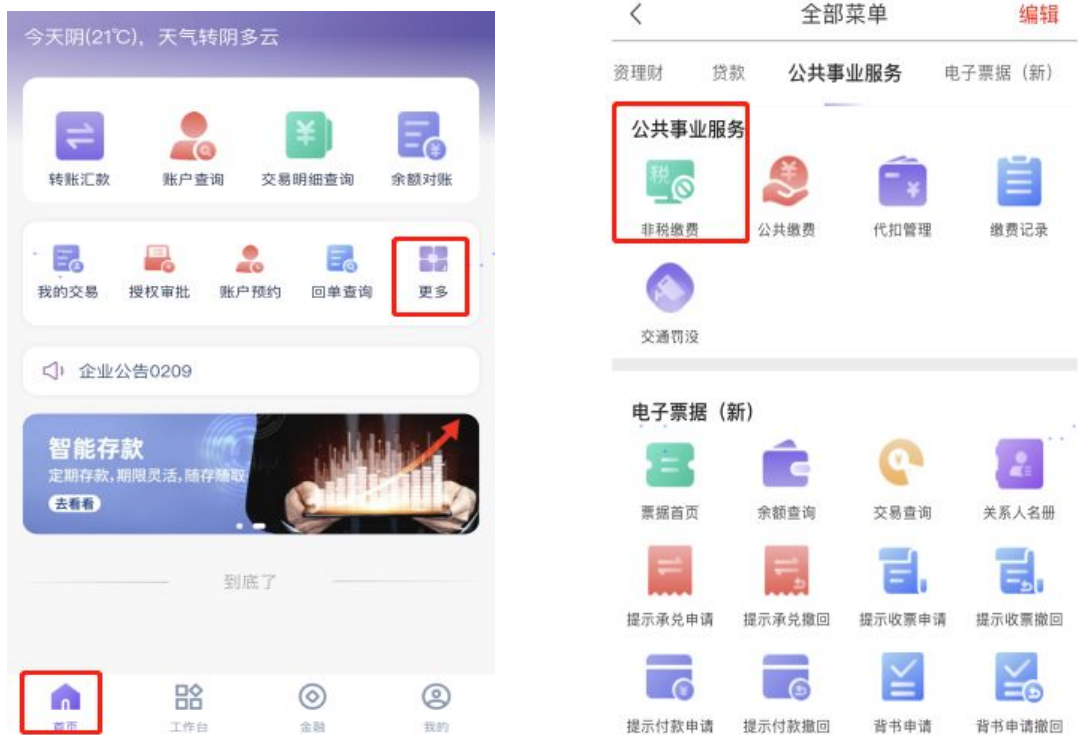 今天阴(21℃)，天气转阴多云
转账汇款 账户查询 交易明细查询 余额对账
我的交易 授权审批 账户预约 回单查询 更多
企业公告0209
智能存款
定期存款，期限灵活，随存随取
去看看
到底了
首页 工作台 金融 我的
全部菜单 编辑
资理财 贷款 公共事业服务 电子票据（新）
公共事业服务
税
非税缴费 公共缴费 代扣管理 缴费记录
交通罚没
电子票据（新）
票据首页 余额查询 交易查询 关系人名册
提示承兑申请 提示承兑撤回 提示收票申请 提示收票撤回
提示付款申请 提示付款撤回 背书申请 背书申请撤回